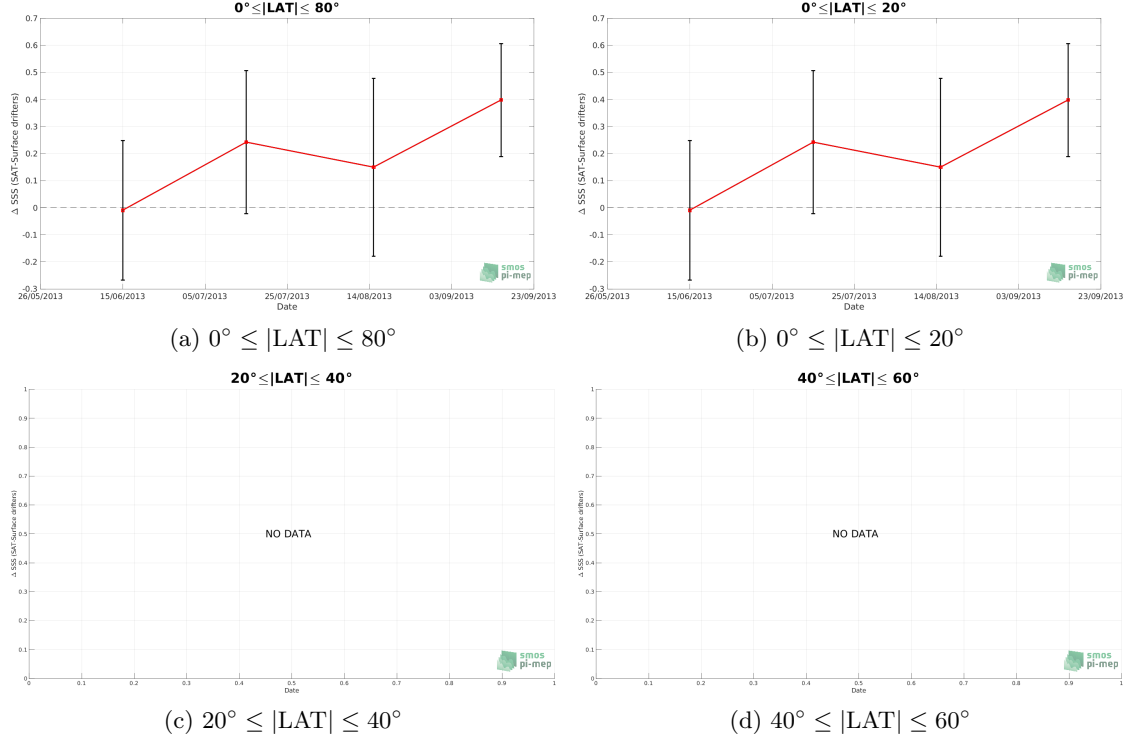 0°≤|LAT|≤ 80°
0.7
0.6
0.5
0.4
0.3
0.2
0.1
0
-0.1
-0.2
-0.3
Δ SSS (SAT-Surface drifters)
26/05/2013 15/06/2013 05/07/2013 25/07/2013 14/08/2013 03/09/2013 23/09/2013
Date
smos
pi-mep
(a) 0° ≤ |LAT| ≤ 80°
0°≤|LAT|≤ 20°
0.7
0.6
0.5
0.4
0.3
0.2
0.1
0
-0.1
-0.2
-0.3
Δ SSS (SAT-Surface drifters)
26/05/2013 15/06/2013 05/07/2013 25/07/2013 14/08/2013 03/09/2013 23/09/2013
Date
smos
pi-mep
(b) 0° ≤ |LAT| ≤ 20°
20°≤|LAT|≤ 40°
1
0.9
0.8
0.7
0.6
0.5
0.4
0.3
0.2
0.1
0
Δ SSS (SAT-Surface drifters)
NO DATA
0 0.1 0.2 0.3 0.4 0.5 0.6 0.7 0.8 0.9 1
Date
smos
pi-mep
(c) 20° ≤ |LAT| ≤ 40°
40°≤|LAT|≤ 60°
1
0.9
0.8
0.7
0.6
0.5
0.4
0.3
0.2
0.1
0
Δ SSS (SAT-Surface drifters)
NO DATA
0 0.1 0.2 0.3 0.4 0.5 0.6 0.7 0.8 0.9 1
Date
smos
pi-mep
(d) 40° ≤ |LAT| ≤ 60°